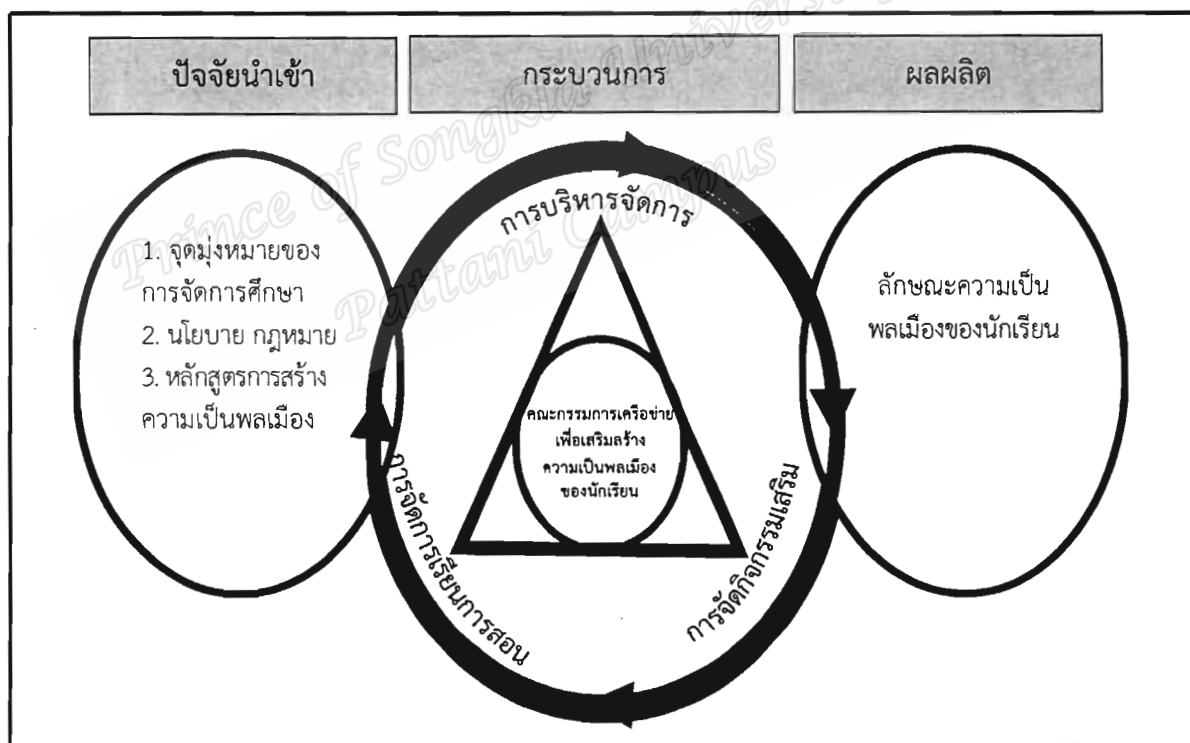 ปัจจัยนำเข้า
กระบวนการ
ผลผลิต
1. จุดมุ่งหมายของ
การจัดการศึกษา
2. นโยบาย กฎหมาย
3. หลักสูตรการสร้าง
ความเป็นพลเมือง
การบริหารจัดการ
คณะกรรมการเครือข่าย
เพื่อเสริมสร้าง
ความเป็นพลเมือง
ของนักเรียน
การจัดการเรียนการสอน
การจัดกิจกรรมเสริม
ลักษณะความเป็น
พลเมืองของนักเรียน
Prince of Songkla Univers
Pattani Campus